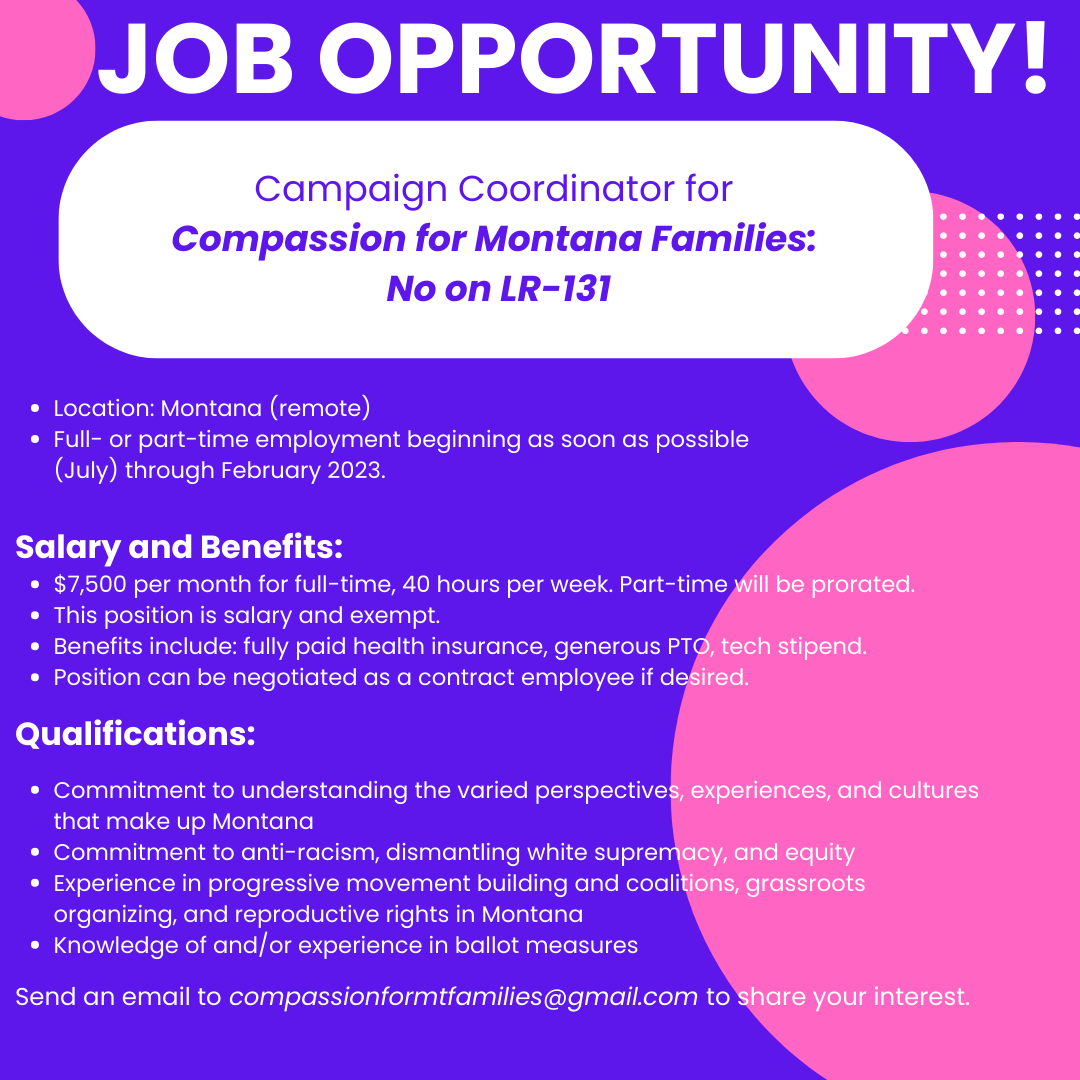 JOB OPPORTUNITY!
Campaign Coordinator for
Compassion for Montana Families:
No on LR-131
• Location: Montana (remote)
• Full- or part-time employment beginning as soon as possible
(July) through February 2023.
Salary and Benefits:
• $7,500 per month for full-time, 40 hours per week. Part-time will be prorated.
• This position is salary and exempt.
• Benefits include: fully paid health insurance, generous PTO, tech stipend.
• Position can be negotiated as a contract employee if desired.
Qualifications:
• Commitment to understanding the varied perspectives, experiences, and cultures
that make up Montana
• Commitment to anti-racism, dismantling white supremacy, and equity
• Experience in progressive movement building and coalitions, grassroots
organizing, and reproductive rights in Montana
• Knowledge of and/or experience in ballot measures
Send an email to compassionformtfamilies@gmail.com to share your interest.